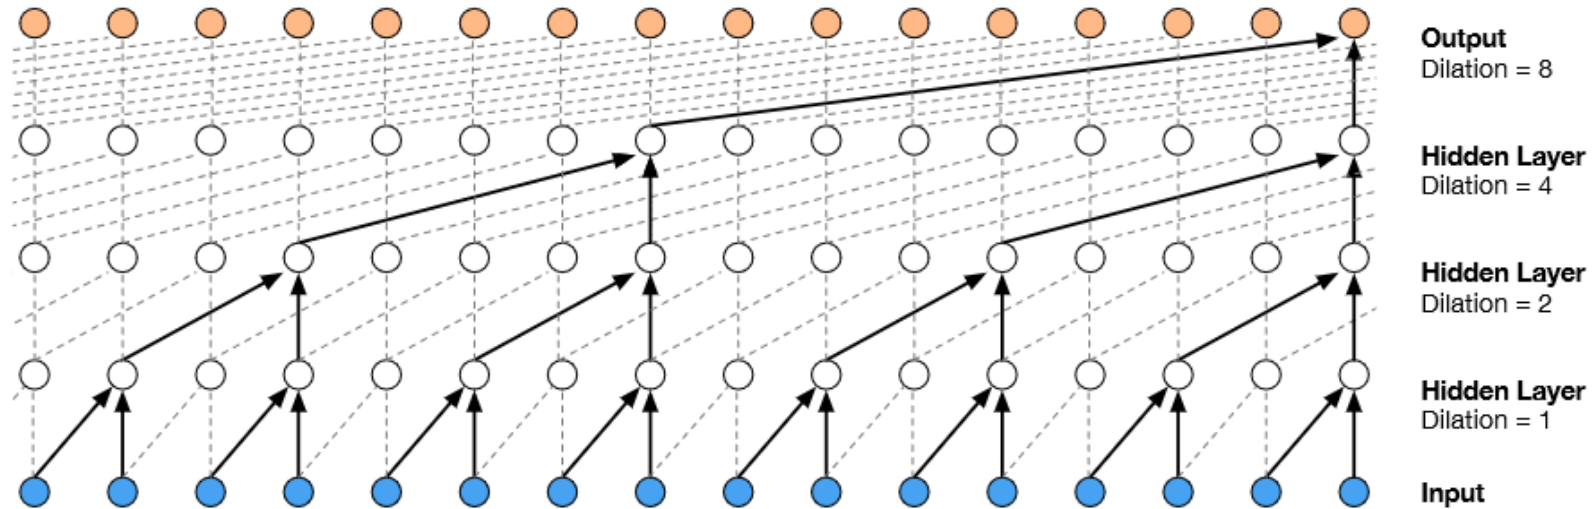 Output
Dilation = 8
Hidden Layer
Dilation = 4
Hidden Layer
Dilation = 2
Hidden Layer
Dilation = 1
Input